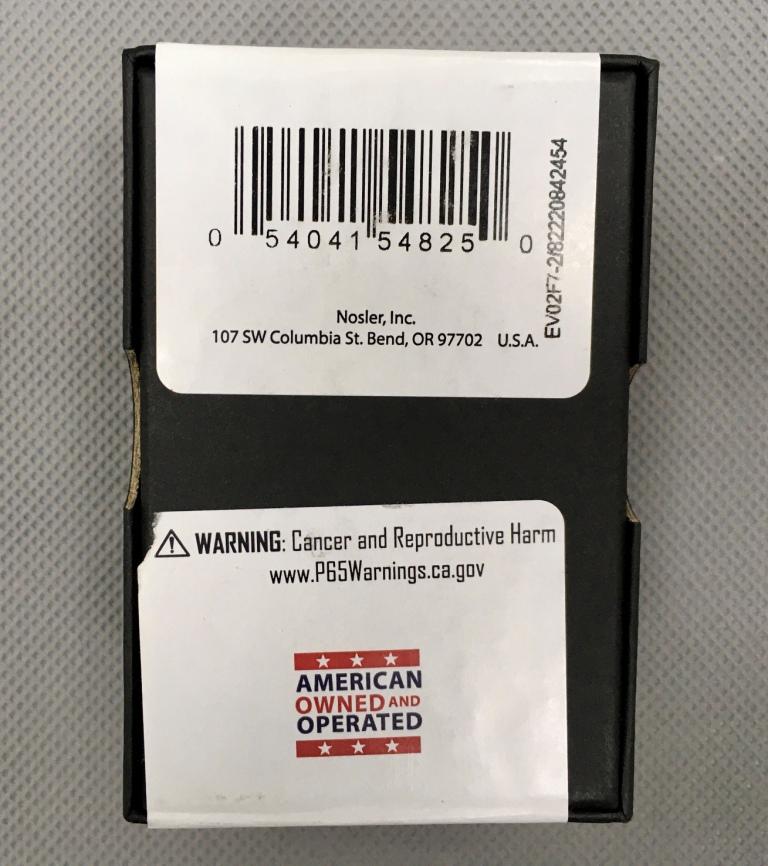 0 54041 54825 0
EV02F7-2f82220842454
Nosler, Inc.
107 SW Columbia St. Bend, OR 97702 U.S.A.
WARNING: Cancer and Reproductive Harm
www.P65Warnings.ca.gov
AMERICAN
OWNED AND
OPERATED